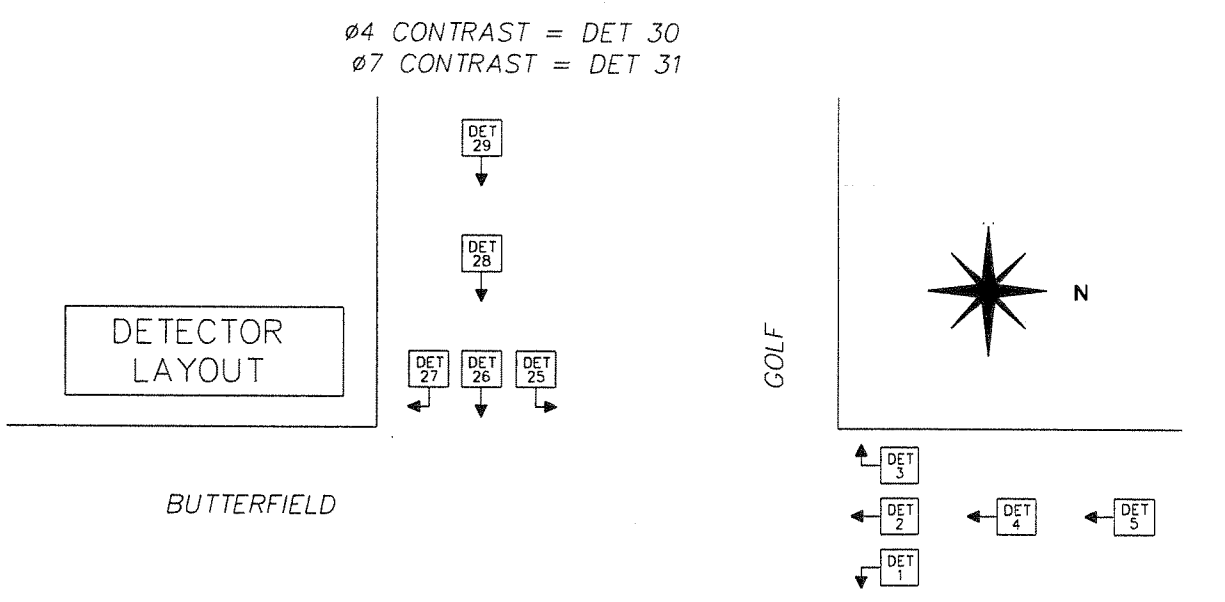 ø4 CONTRAST = DET 30
ø7 CONTRAST = DET 31
DET
29
DET
28
DETECTOR
LAYOUT
DET
27
DET
26
DET
25
GOLF
N
BUTTERFIELD
DET
3
DET
2
DET
4
DET
5
DET
1